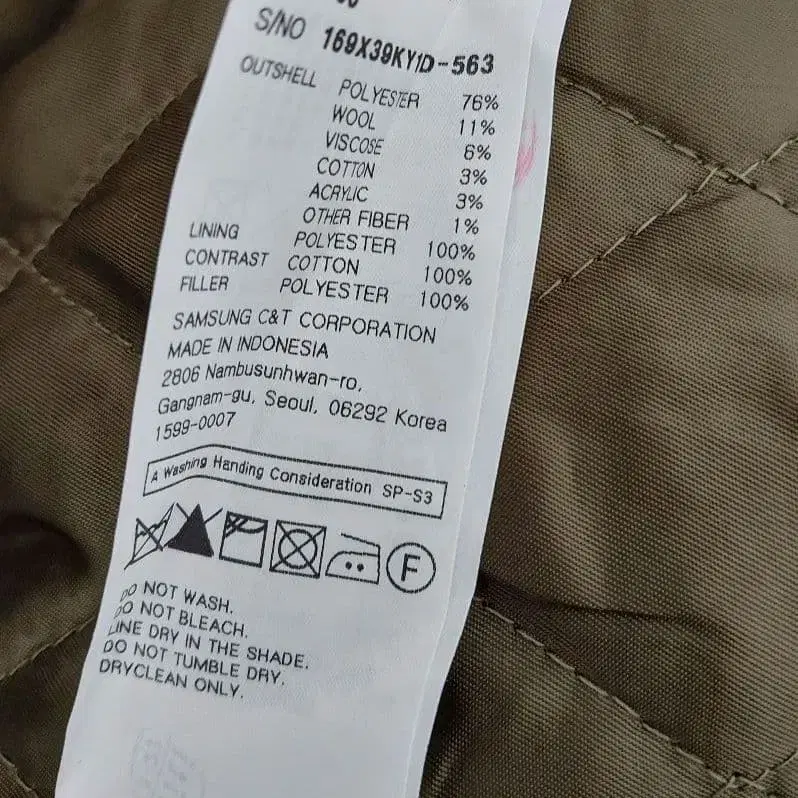 S/NO 169X39KY1D-563
OUTSHELL POLYESTER 76%
WOOL 11%
VISCOSE 6%
COTTON 3%
ACRYLIC 3%
OTHER FIBER 1%
LINING POLYESTER 100%
CONTRAST COTTON 100%
FILLER POLYESTER 100%
SAMSUNG C&T CORPORATION
MADE IN INDONESIA
2806 Nambusunhwan-ro,
Gangnam-gu, Seoul, 06292 Korea
1599-0007
A Washing Handing Consideration SP-S3
F
DO NOT WASH.
DO NOT BLEACH.
LINE DRY IN THE SHADE.
DO NOT TUMBLE DRY.
DRYCLEAN ONLY.